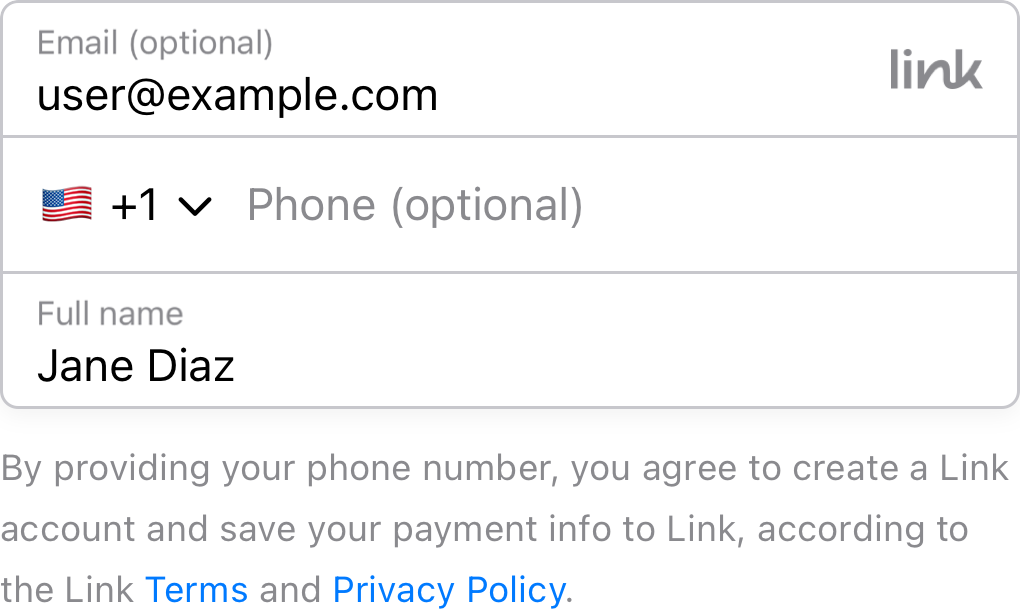 Email (optional)
link
user@example.com
+1 Phone (optional)
Full name
Jane Diaz
By providing your phone number, you agree to create a Link
account and save your payment info to Link, according to
the Link Terms and Privacy Policy.